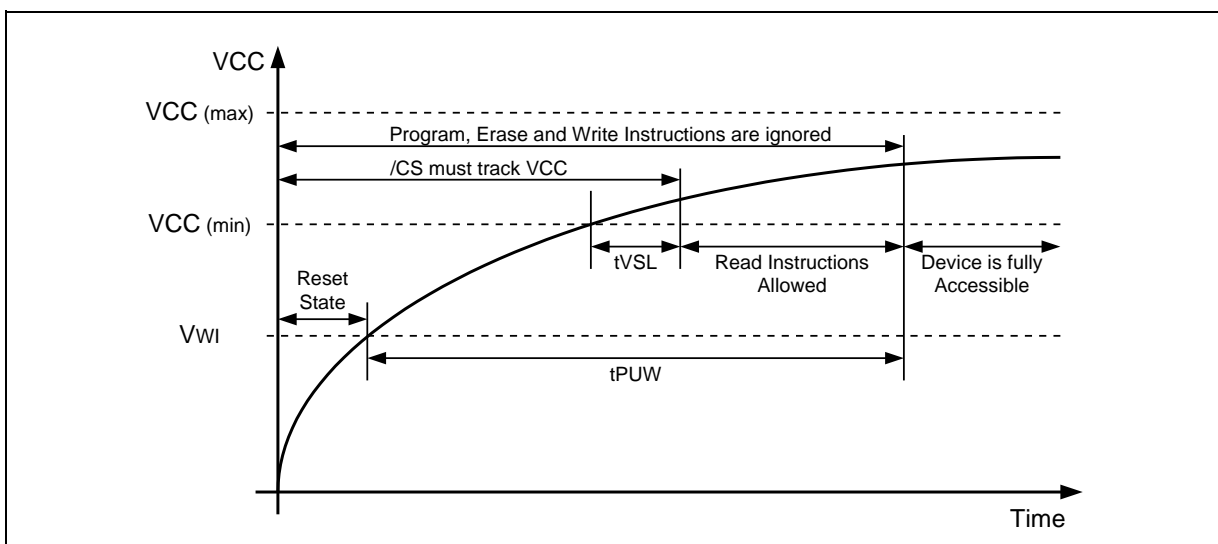 VCC
VCC (max)
Program, Erase and Write Instructions are ignored
/CS must track VCC
VCC (min)
tVSL
Read Instructions
Allowed
Device is fully
Accessible
Reset
State
VWI
tPUW
Time